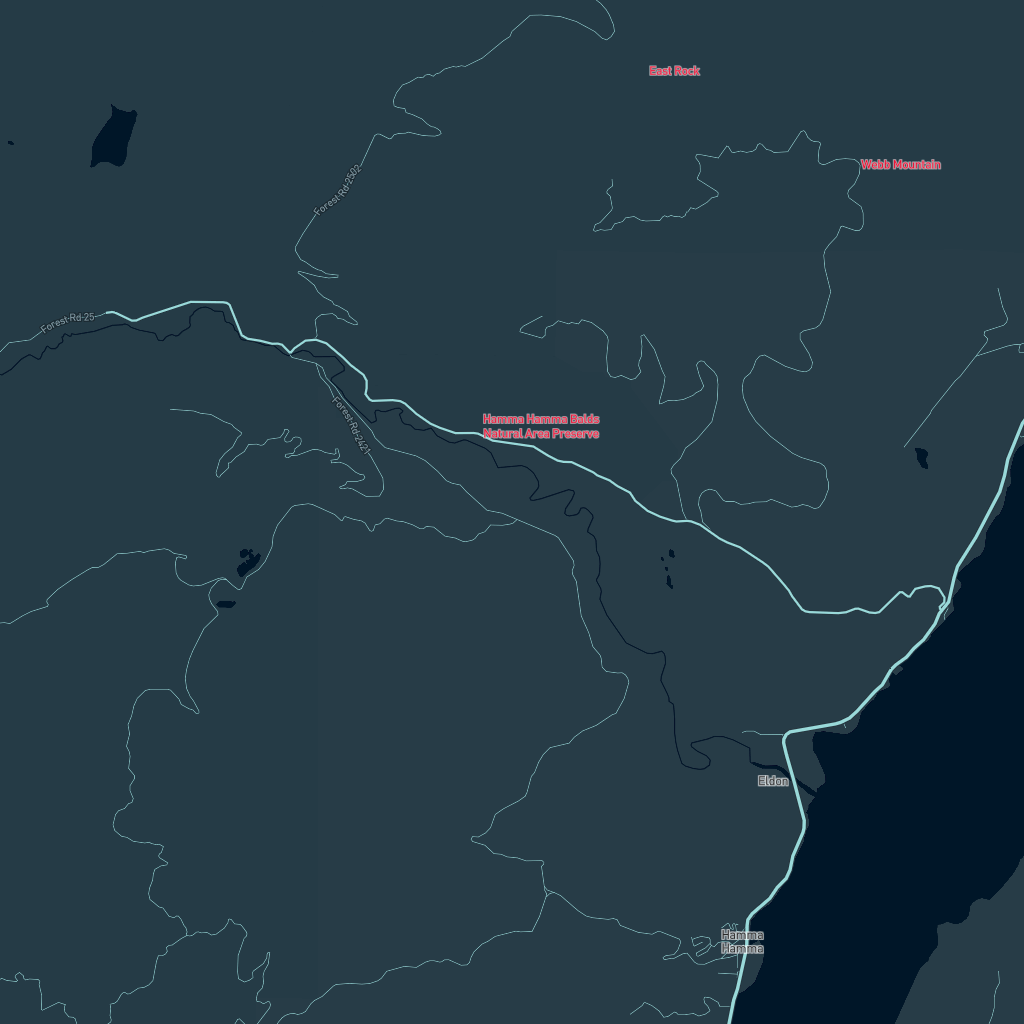 East Rock
Webb Mountain
Forest Rd 2502
Forest Rd 25
Forest Rd 2421
Hamma Hamma Balds
Natural Area Preserve
Eldon
Hamma
Hamma